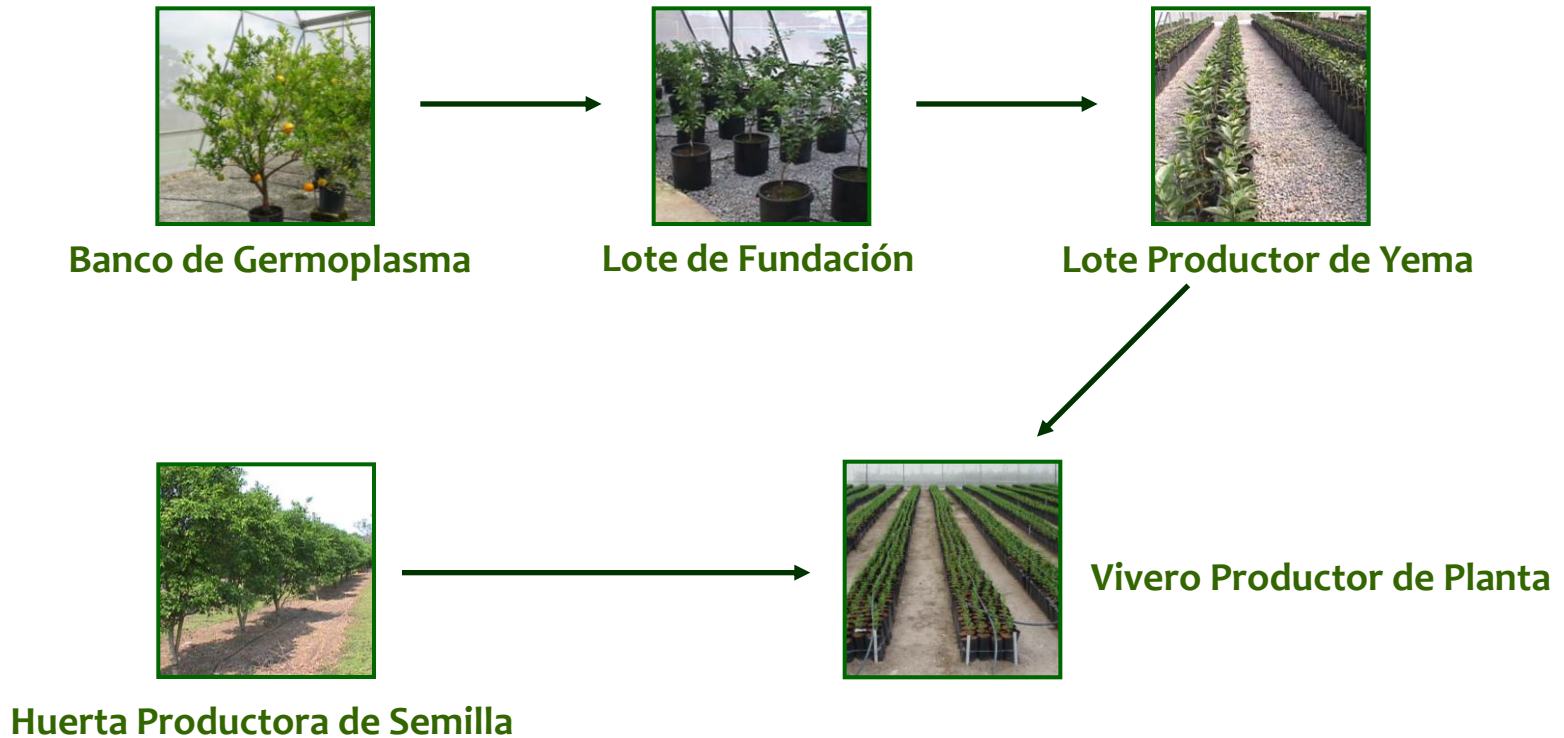 Banco de Germoplasma
Lote de Fundación
Lote Productor de Yema
Vivero Productor de Planta
Huerta Productora de Semilla